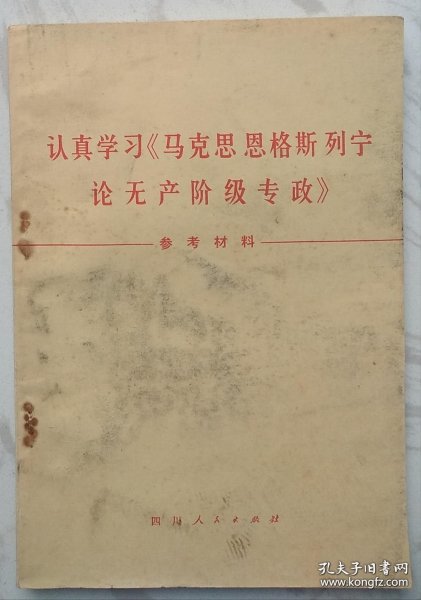 认真学习《马克思恩格斯列宁
论无产阶级专政》
参考材料
四川人民出版社
孔夫子旧书网
www.kongfz.com